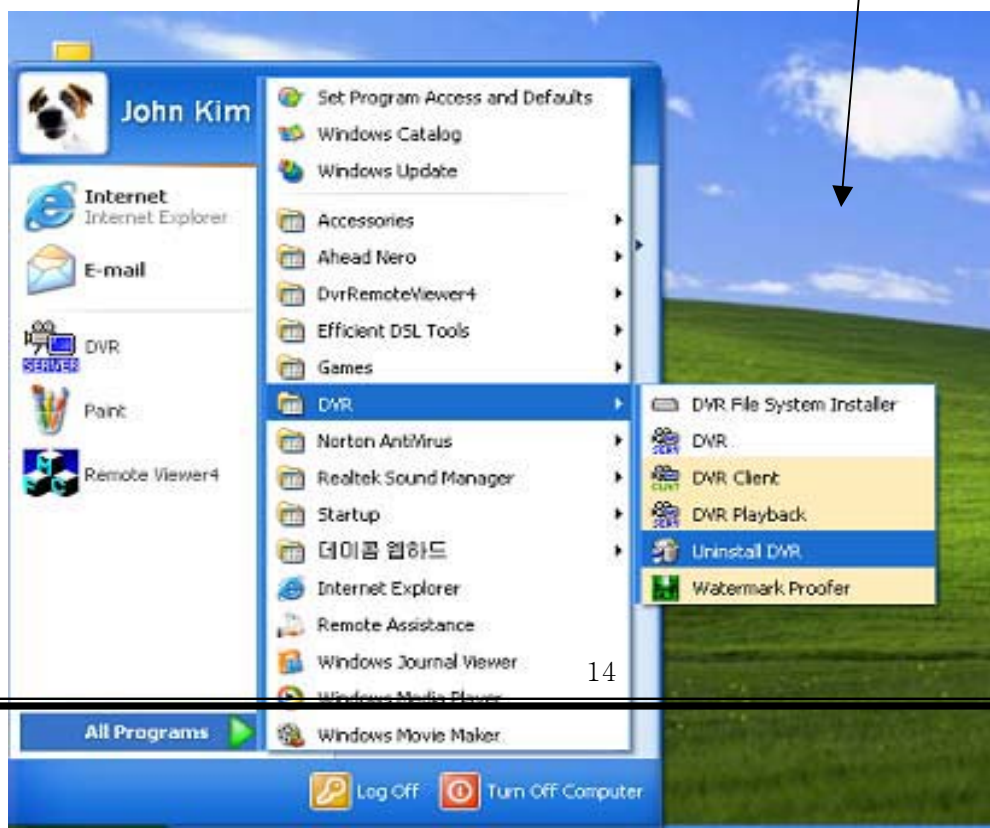 John Kim
Internet
Internet Explorer
E-mail
DVR
SERVER
Paint
Remote Viewer4
All Programs
Set Program Access and Defaults
Windows Catalog
Windows Update
Accessories
Ahead Nero
DvrRemoteViewer4
Efficient DSL Tools
Games
DVR
Norton AntiVirus
Realtek Sound Manager
Startup
데이콤 웹하드
Internet Explorer
Remote Assistance
Windows Journal Viewer
Windows Media Player
Windows Movie Maker
DVR File System Installer
DVR
DVR Client
DVR Playback
Uninstall DVR
Watermark Proofer
14
Log Off
Turn Off Computer